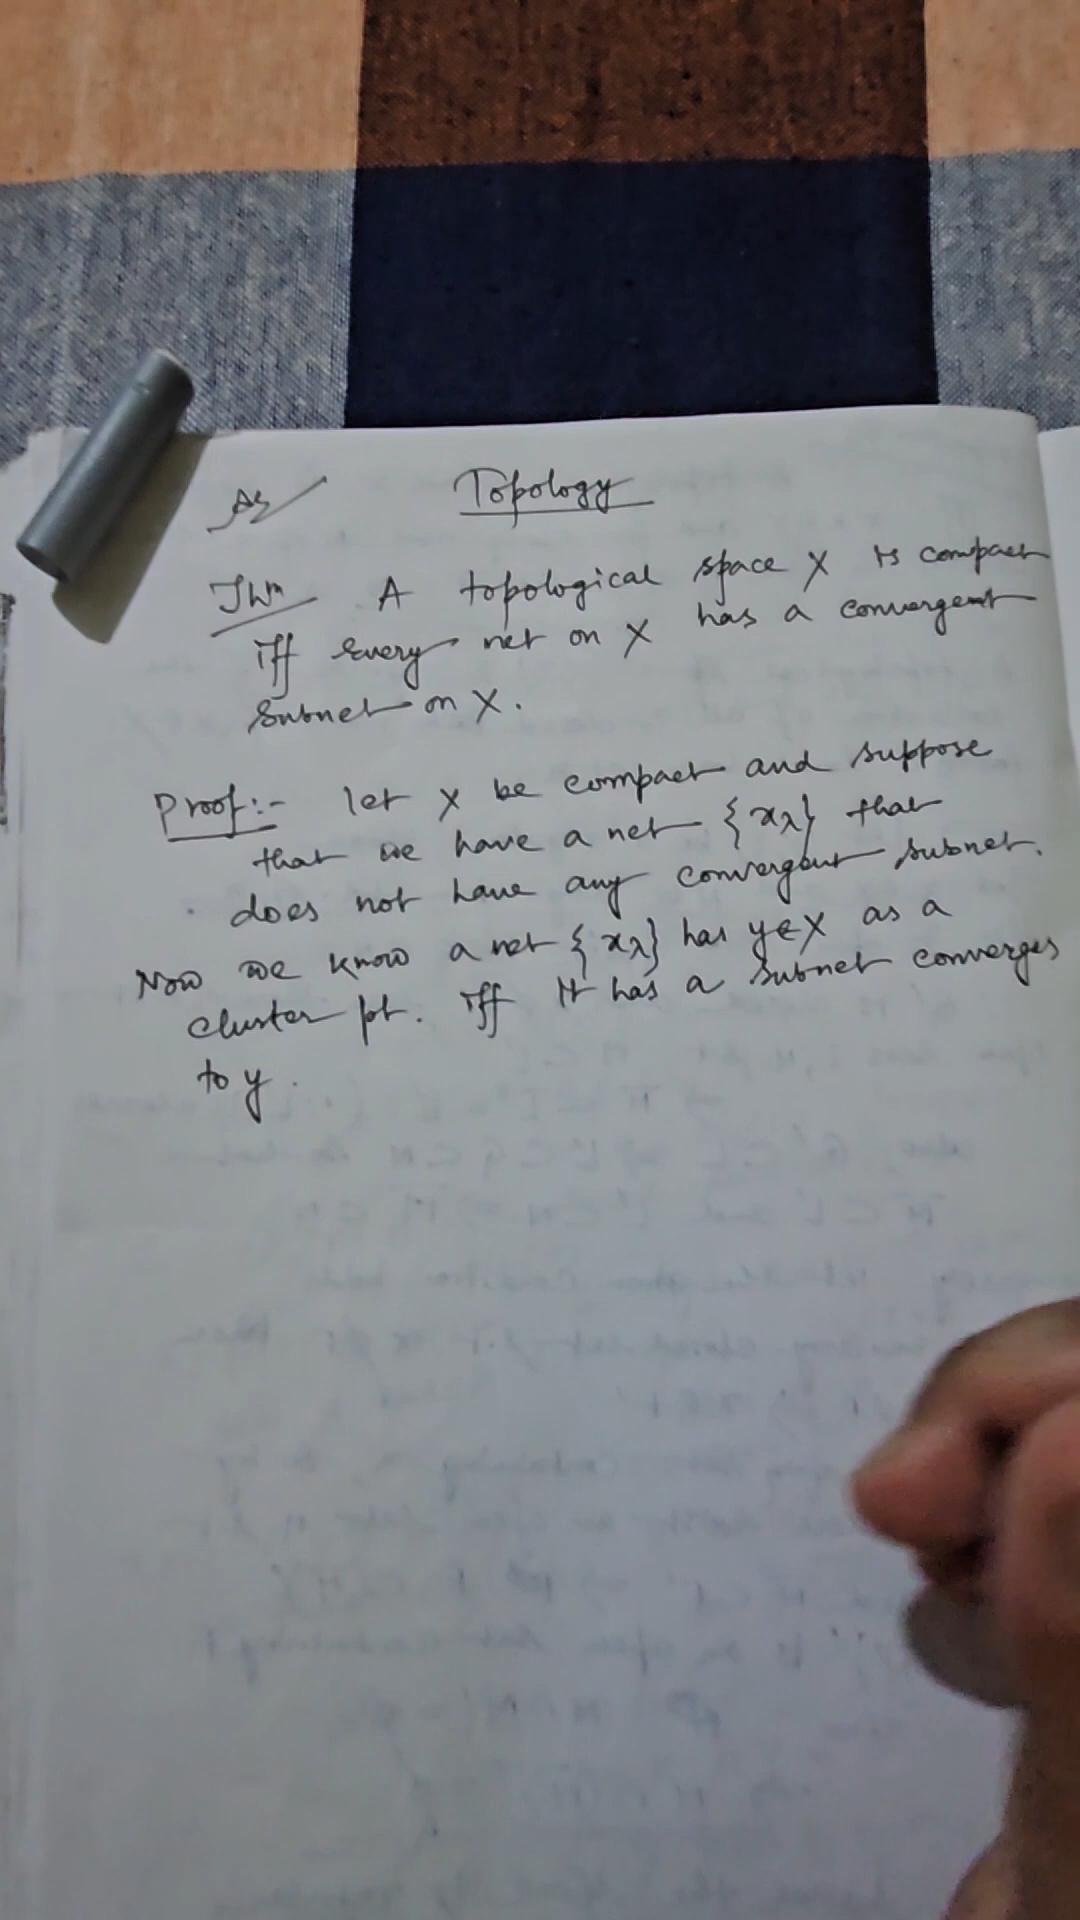 Topology
Thm A topological space X is compact
iff every net on X has a convergent
subnet on X.
Proof:- let X be compact and suppose
that we have a net {xλ} that
does not have any convergent subnet.
Now we know a net {xλ} has y∈X as a
cluster pt. iff it has a subnet converges
to y.